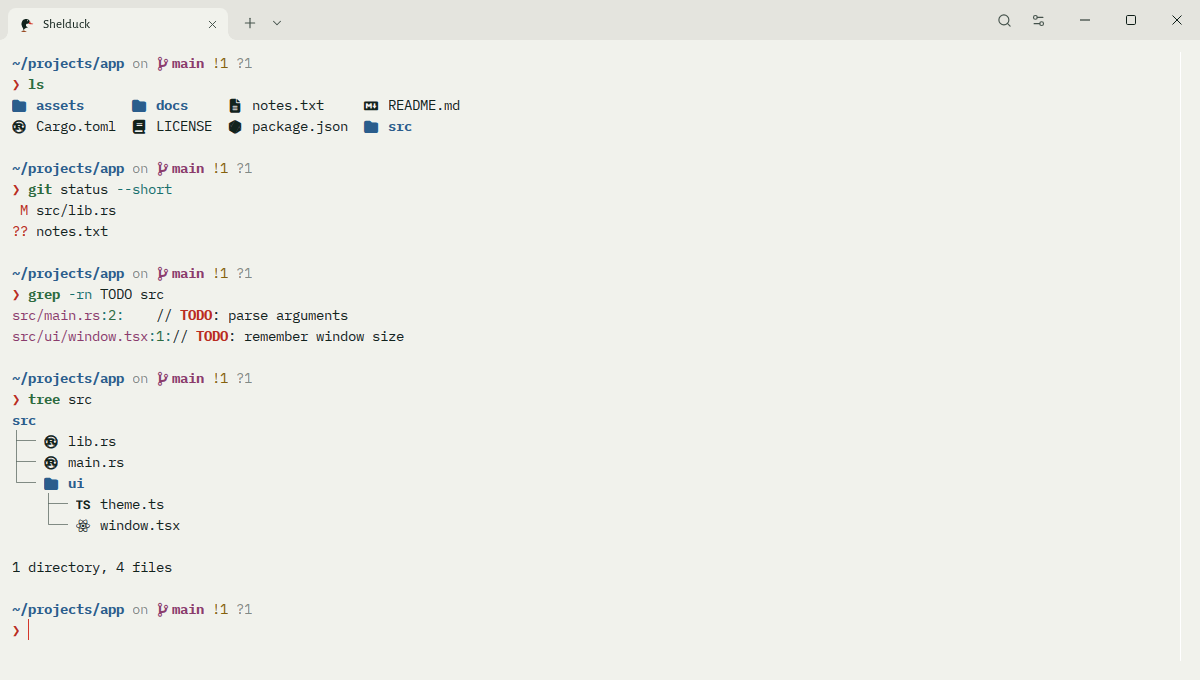 Shelduck
~/projects/app on main !1 ?1
❯ ls
assets docs notes.txt README.md
Cargo.toml LICENSE package.json src
~/projects/app on main !1 ?1
❯ git status --short
M src/lib.rs
?? notes.txt
~/projects/app on main !1 ?1
❯ grep -rn TODO src
src/main.rs:2:    // TODO: parse arguments
src/ui/window.tsx:1:// TODO: remember window size
~/projects/app on main !1 ?1
❯ tree src
src
├── lib.rs
├── main.rs
└── ui
    ├── TS theme.ts
    └── window.tsx
1 directory, 4 files
~/projects/app on main !1 ?1
❯